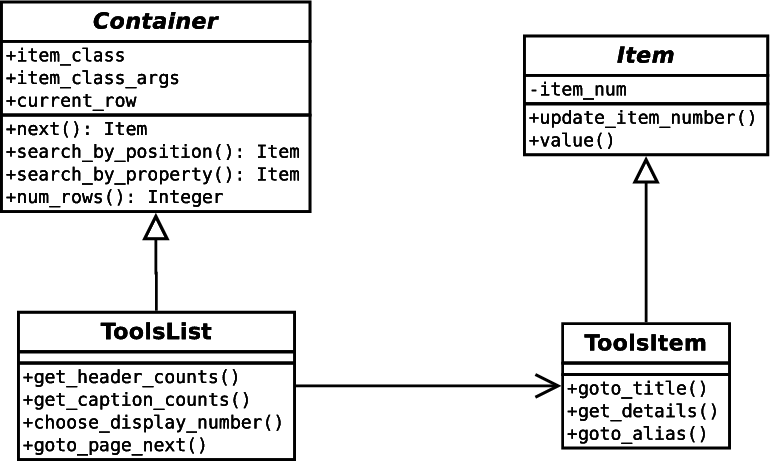 Container
+item_class
+item_class_args
+current_row
+next(): Item
+search_by_position(): Item
+search_by_property(): Item
+num_rows(): Integer
Item
-item_num
+update_item_number()
+value()
ToolsList
+get_header_counts()
+get_caption_counts()
+choose_display_number()
+goto_page_next()
ToolsItem
+goto_title()
+get_details()
+goto_alias()